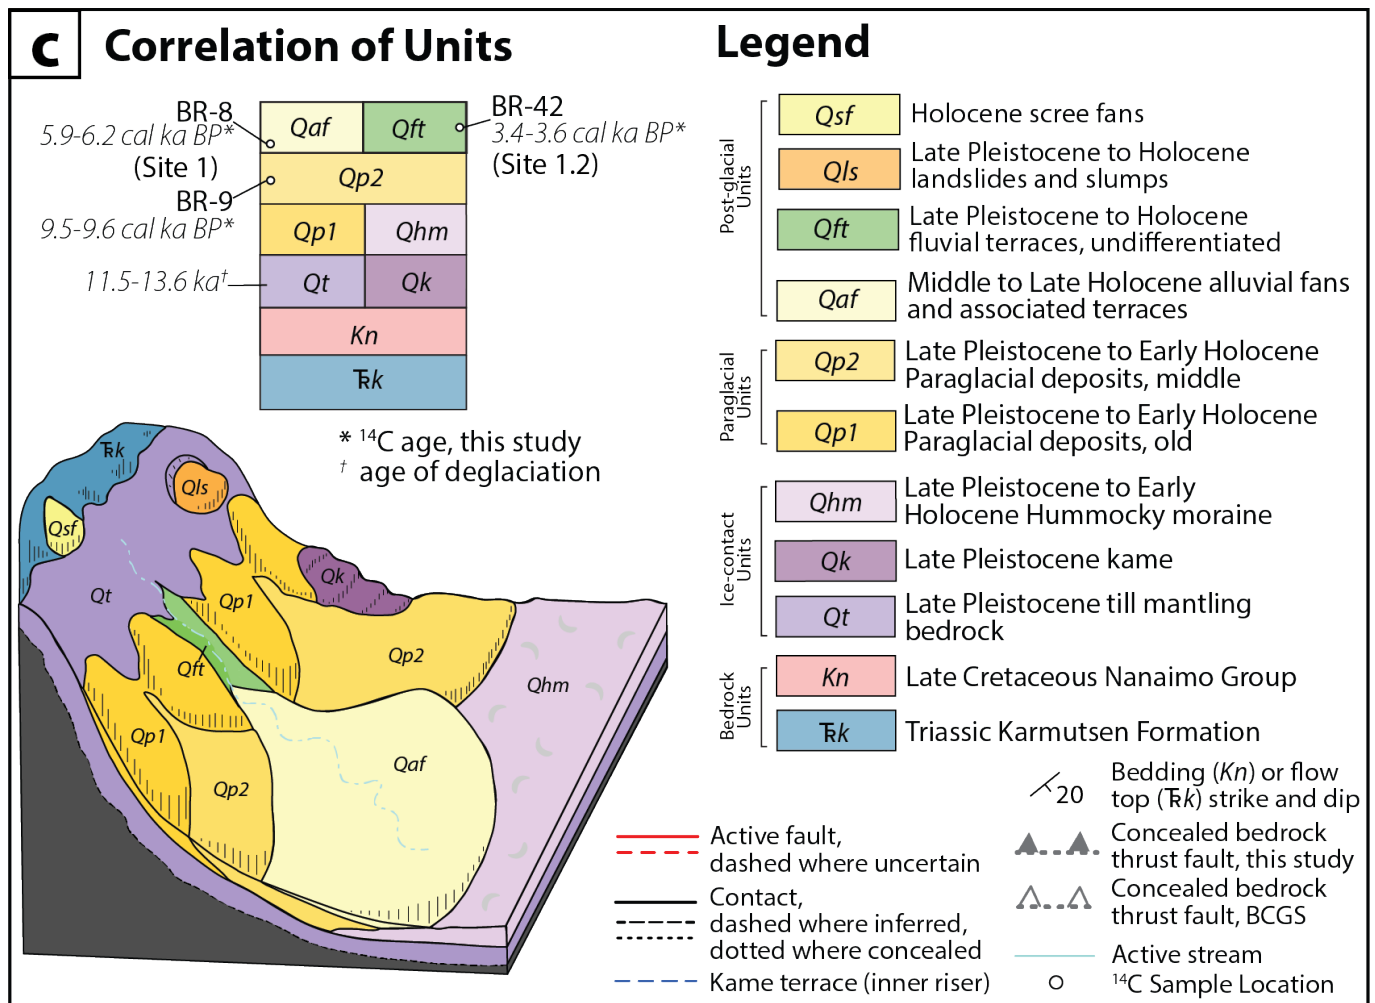 c Correlation of Units
BR-8
5.9-6.2 cal ka BP*
(Site 1)
BR-9
9.5-9.6 cal ka BP*
11.5-13.6 ka†
Qaf
Qft
BR-42
3.4-3.6 cal ka BP*
(Site 1.2)
Qp2
Qp1
Qhm
Qt
Qk
Kn
Ꞧk
* ¹⁴C age, this study
† age of deglaciation
Ꞧk
Qls
Qsf
Qk
Qt
Qp1
Qp2
Qft
Qhm
Qp1
Qaf
Qp2
Legend
Post-glacial
Units
Qsf Holocene scree fans
Qls Late Pleistocene to Holocene
landslides and slumps
Qft Late Pleistocene to Holocene
fluvial terraces, undifferentiated
Qaf Middle to Late Holocene alluvial fans
and associated terraces
Paraglacial
Units
Qp2 Late Pleistocene to Early Holocene
Paraglacial deposits, middle
Qp1 Late Pleistocene to Early Holocene
Paraglacial deposits, old
Ice-contact
Units
Qhm Late Pleistocene to Early
Holocene Hummocky moraine
Qk Late Pleistocene kame
Qt Late Pleistocene till mantling
bedrock
Bedrock
Units
Kn Late Cretaceous Nanaimo Group
Ꞧk Triassic Karmutsen Formation
Active fault,
dashed where uncertain
Contact,
dashed where inferred,
dotted where concealed
Kame terrace (inner riser)
20
Bedding (Kn) or flow
top (Ꞧk) strike and dip
Concealed bedrock
thrust fault, this study
Concealed bedrock
thrust fault, BCGS
Active stream
¹⁴C Sample Location